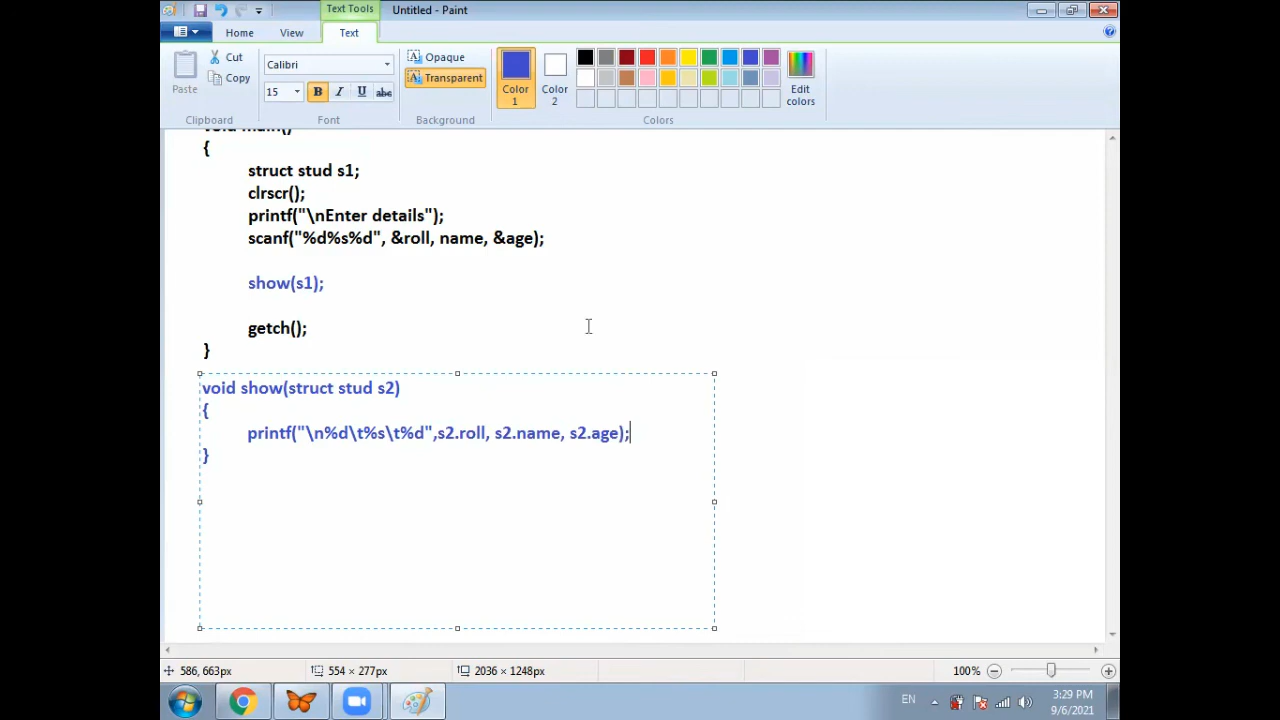 Text Tools
Untitled - Paint
Home
View
Text
Paste
Cut
Copy
Clipboard
Calibri
15
B
I
U
abc
Font
Opaque
Transparent
Background
Color 1
Color 2
Edit colors
Colors
void main()
{
struct stud s1;
clrscr();
printf("\nEnter details");
scanf("%d%s%d", &roll, name, &age);
show(s1);
getch();
}
void show(struct stud s2)
{
printf("\n%d\t%s\t%d",s2.roll, s2.name, s2.age);
}
586, 663px
554 × 277px
2036 × 1248px
100%
EN
3:29 PM
9/6/2021